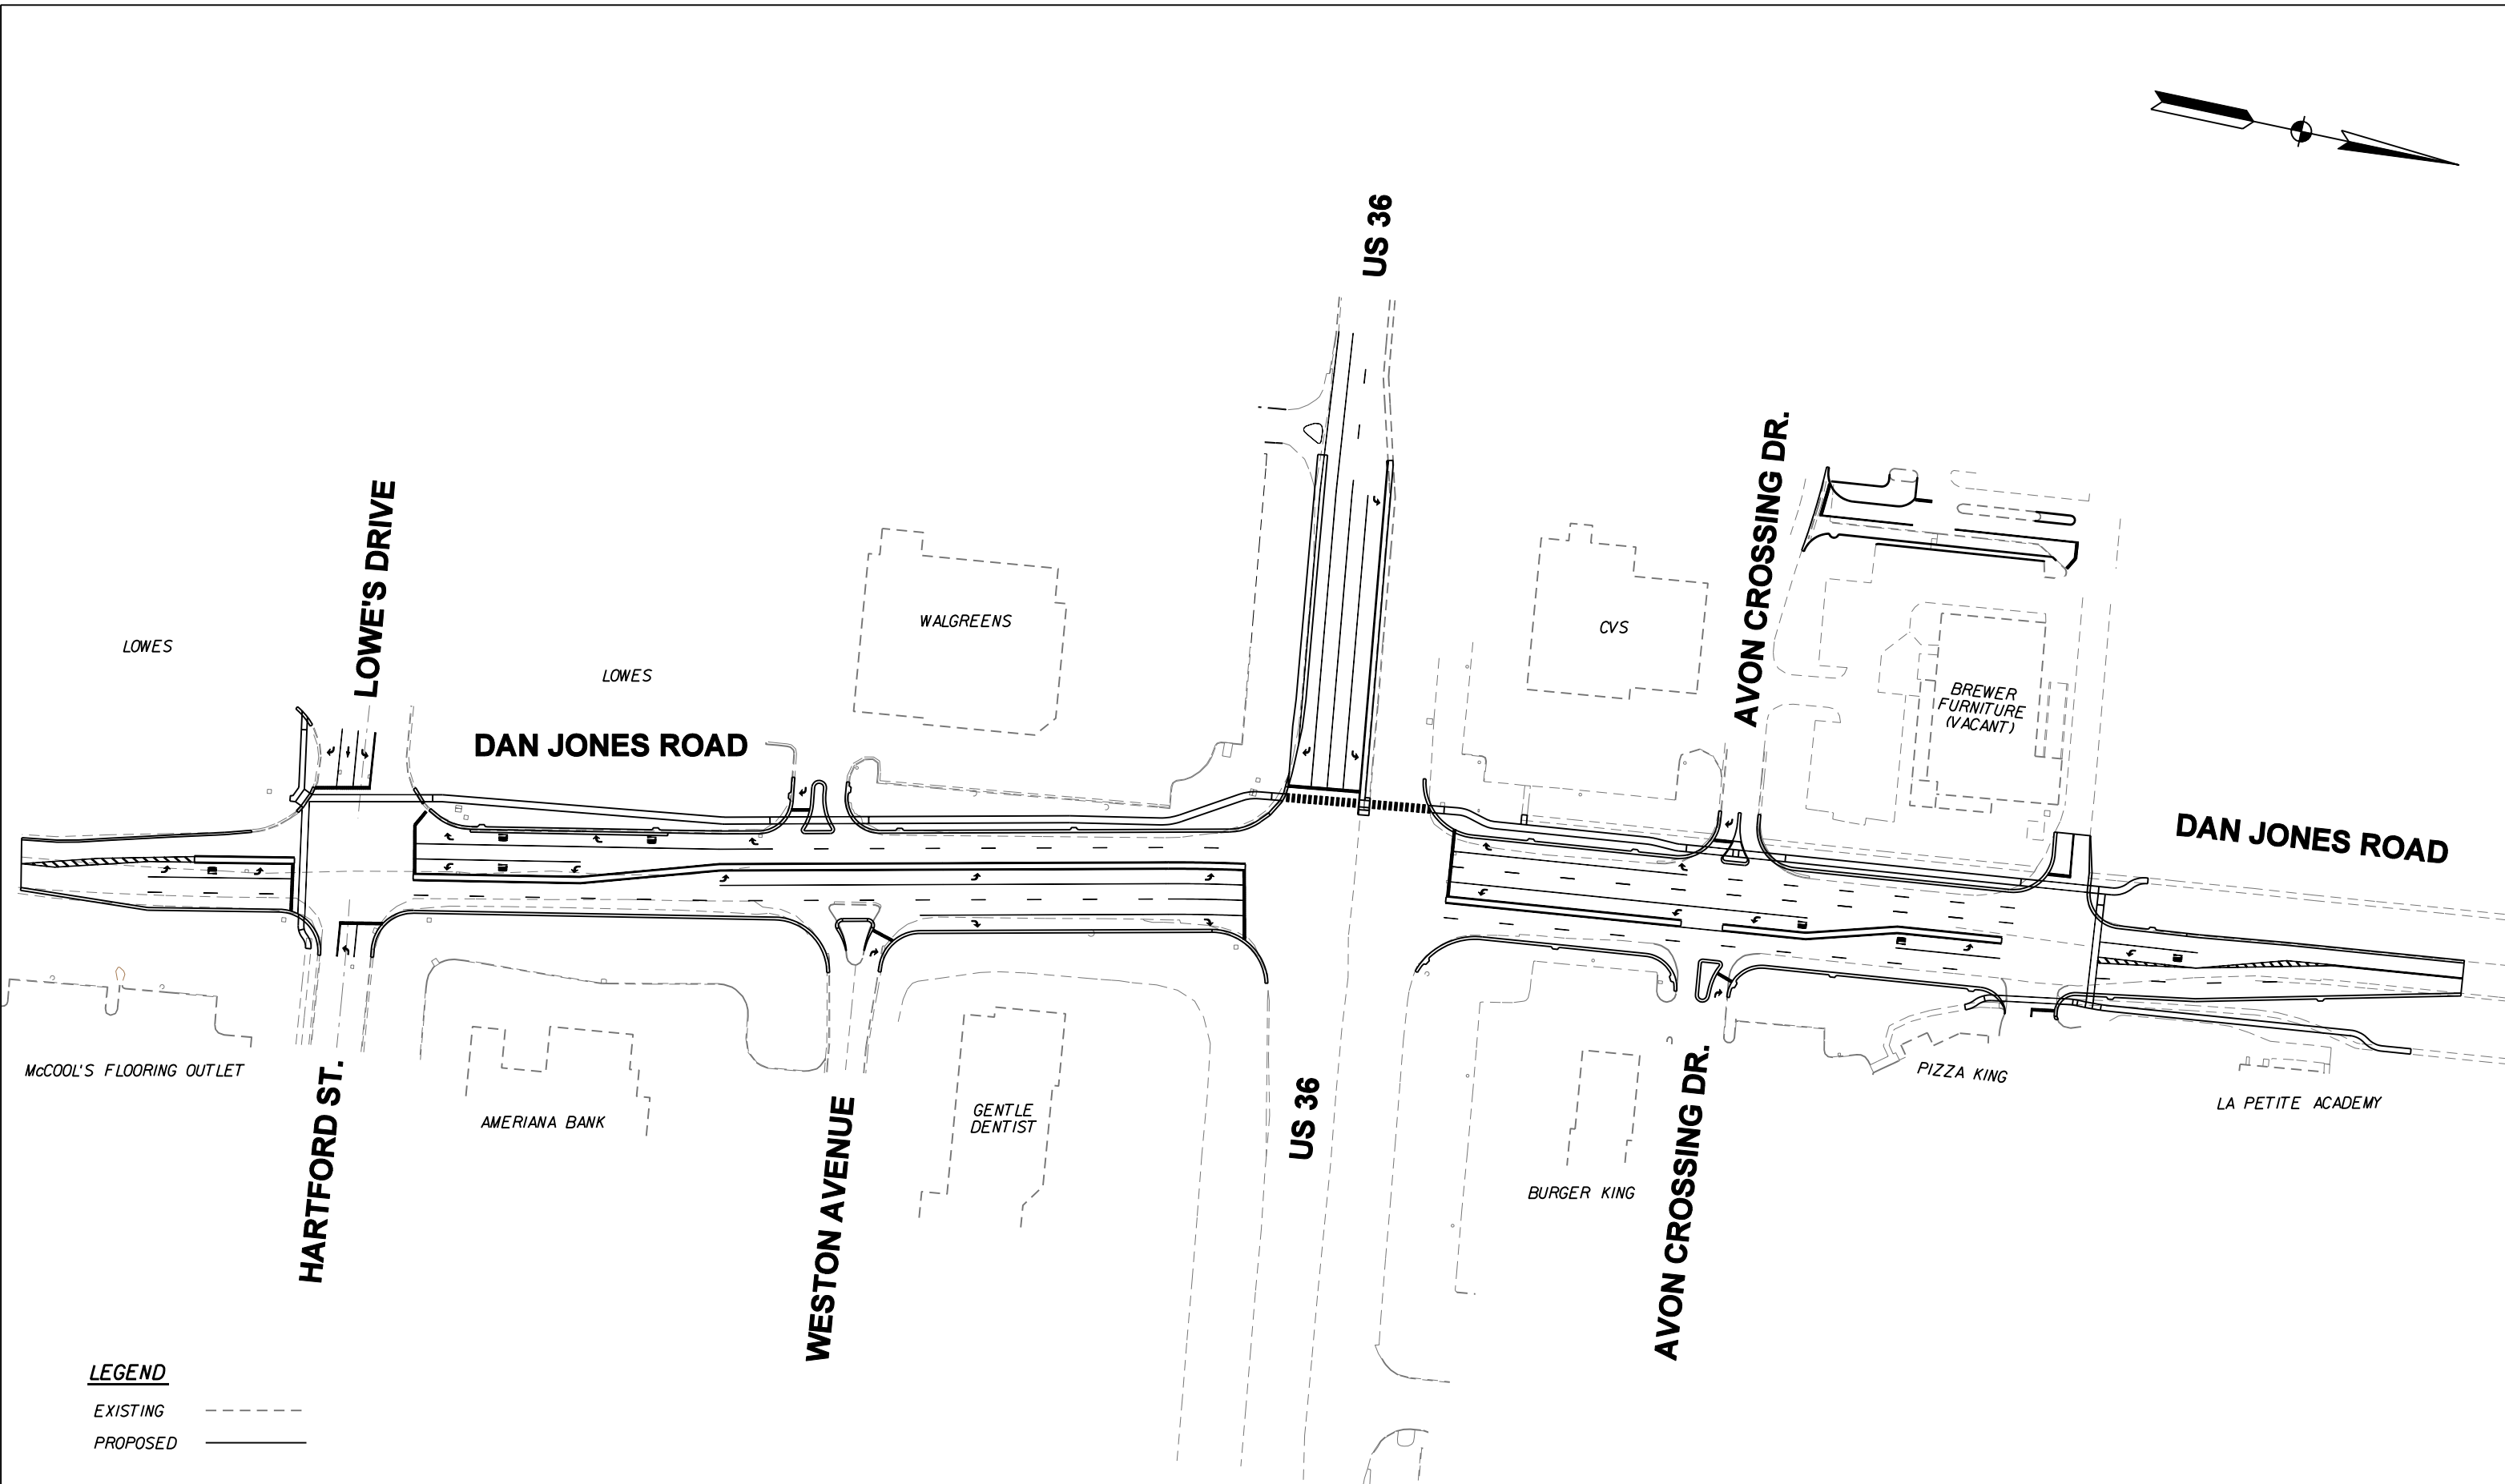 US 36
AVON CROSSING DR.
LOWE'S DRIVE
LOWES
LOWES
WALGREENS
CVS
BREWER
FURNITURE
(VACANT)
DAN JONES ROAD
DAN JONES ROAD
McCOOL'S FLOORING OUTLET
HARTFORD ST.
AMERIANA BANK
WESTON AVENUE
GENTLE
DENTIST
US 36
BURGER KING
AVON CROSSING DR.
PIZZA KING
LA PETITE ACADEMY
LEGEND
EXISTING
PROPOSED